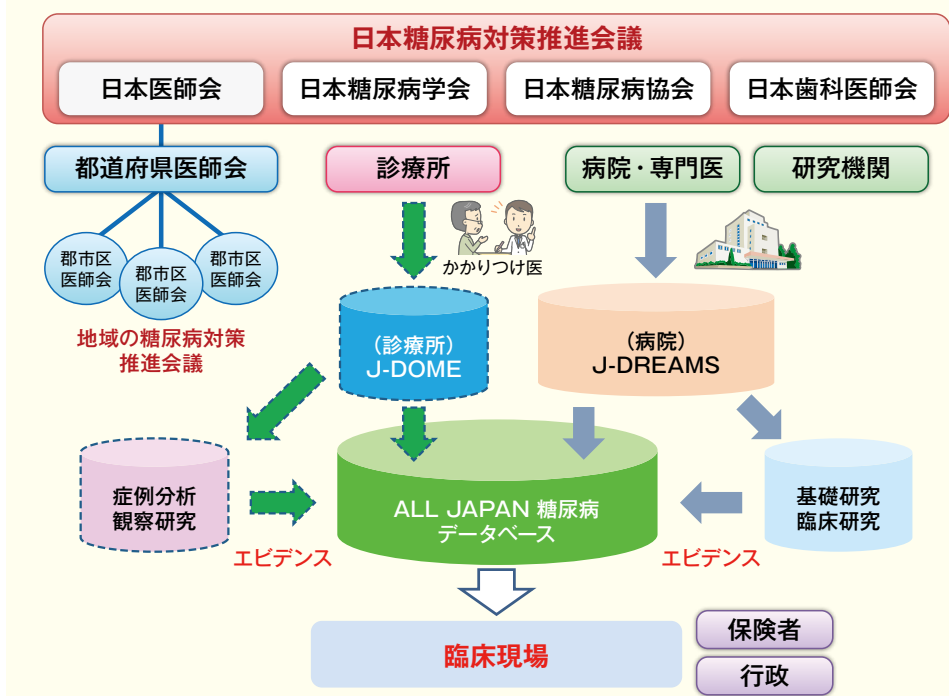 日本糖尿病対策推進会議
日本医師会
日本糖尿病学会
日本糖尿病協会
日本歯科医師会
都道府県医師会
診療所
病院・専門医
研究機関
郡市区
医師会
郡市区
医師会
郡市区
医師会
かかりつけ医
地域の糖尿病対策
推進会議
（診療所）
J-DOME
（病院）
J-DREAMS
症例分析
観察研究
ALL JAPAN 糖尿病
データベース
基礎研究
臨床研究
エビデンス
エビデンス
臨床現場
保険者
行政